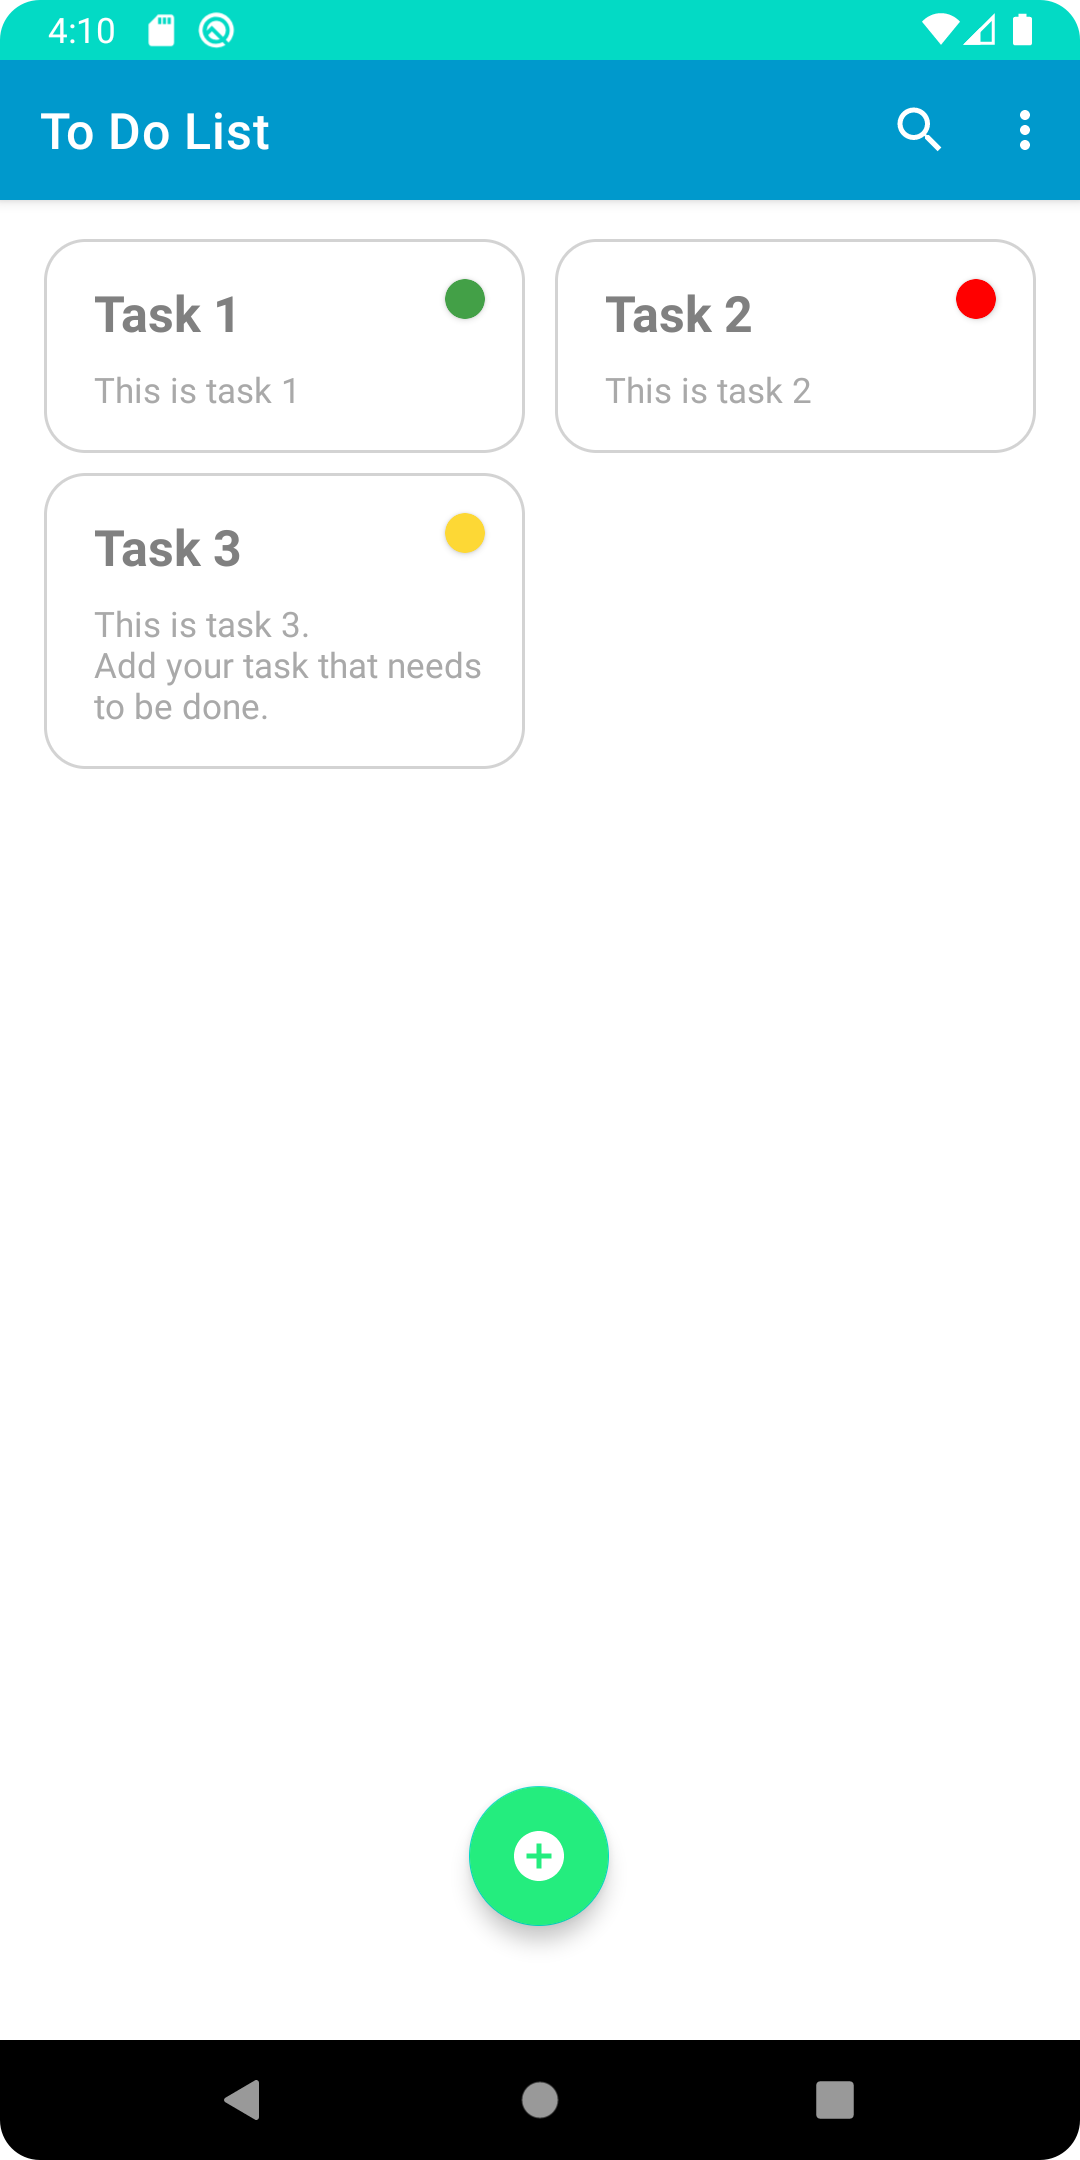 4:10
To Do List
Task 1
This is task 1
Task 2
This is task 2
Task 3
This is task 3.
Add your task that needs
to be done.